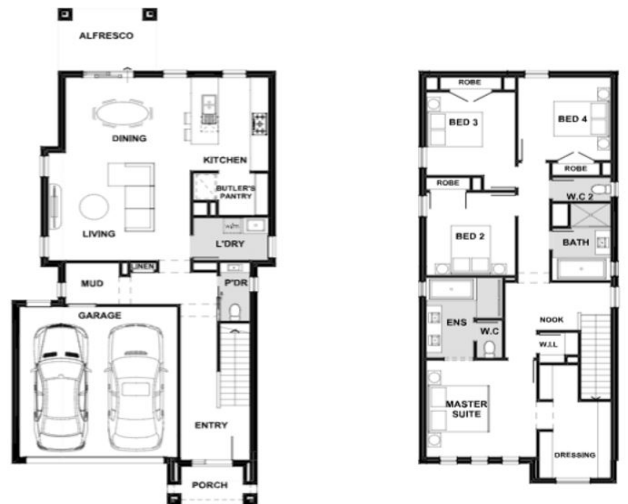 ALFRESCO
DINING
KITCHEN
BUTLER'S
PANTRY
LIVING
L'DRY
LINEN
MUD
P'DR
GARAGE
ENTRY
PORCH
ROBE
BED 3
BED 4
ROBE
ROBE
W.C 2
BED 2
BATH
ENS
W.C
NOOK
W.I.L
MASTER
SUITE
DRESSING